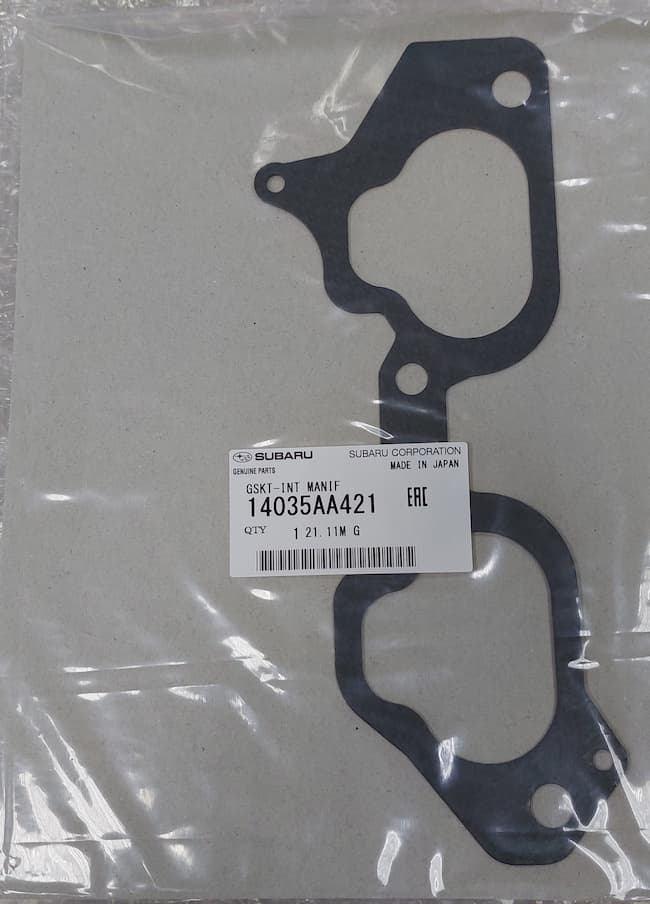 SUBARU SUBARU CORPORATION
GENUINE PARTS MADE IN JAPAN
GSKT-INT MANIF
14035AA421 EAC
QTY 1 21.11M G